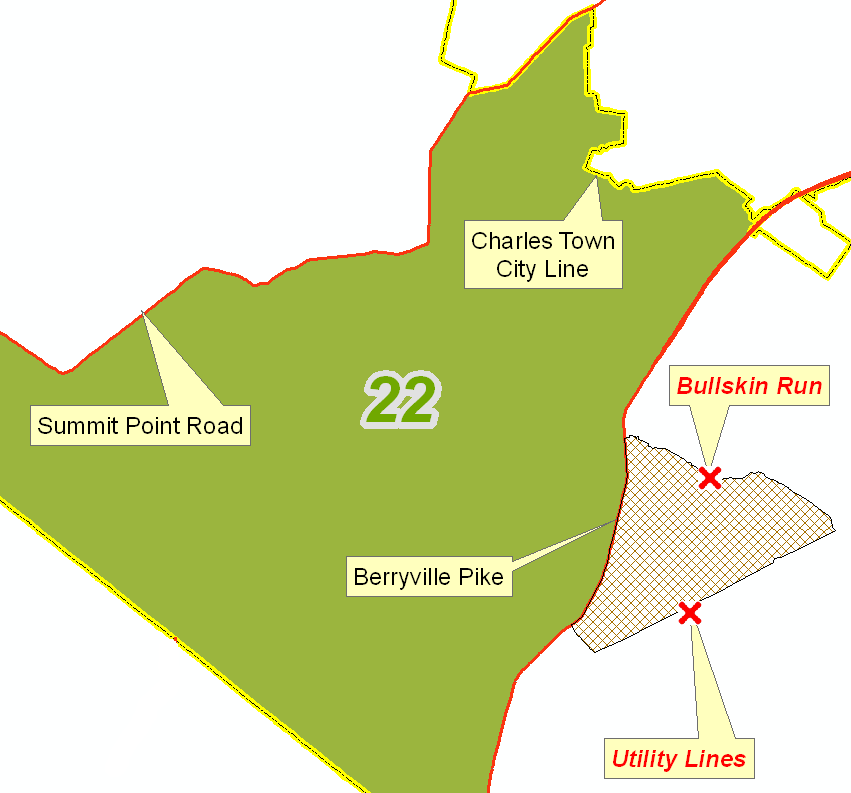 Charles Town
City Line
Bullskin Run
22
Summit Point Road
Berryville Pike
Utility Lines